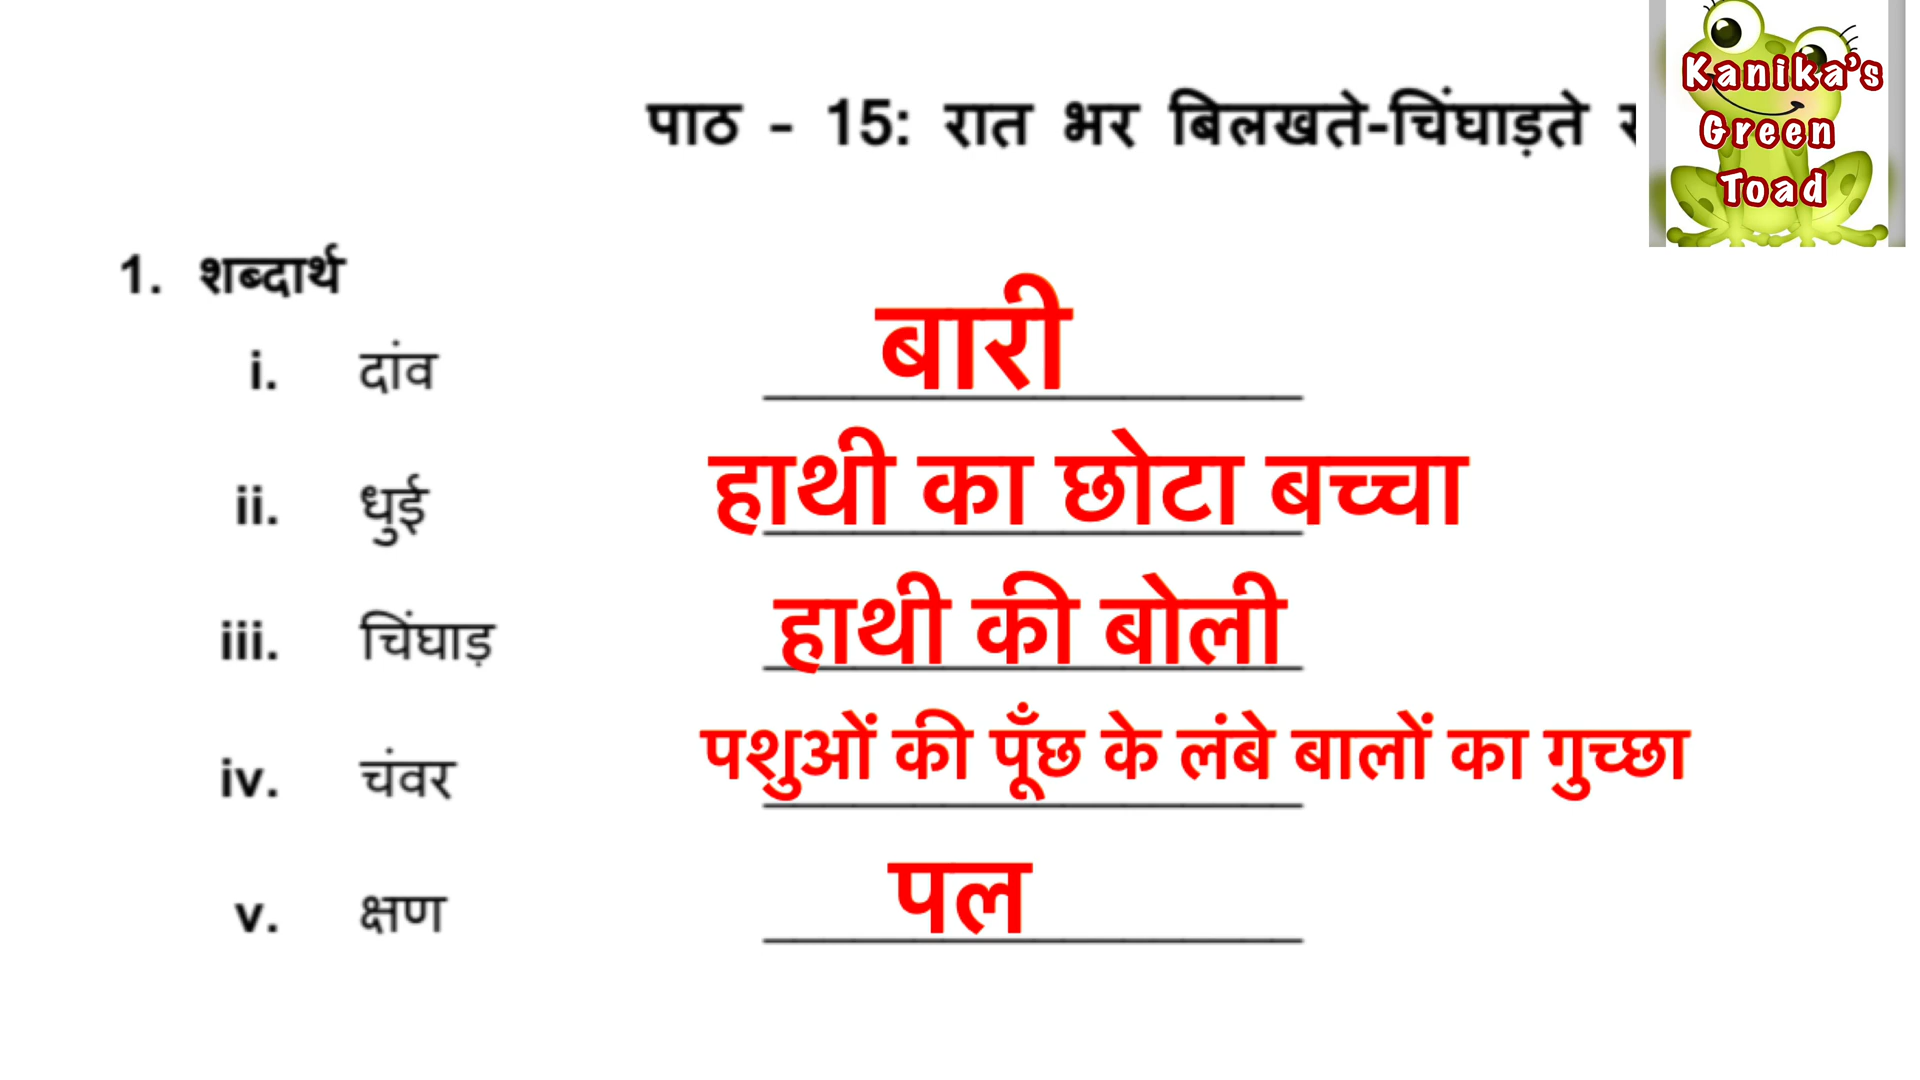 पाठ - 15: रात भर बिलखते-चिंघाड़ते
Kanika's
Green
Toad
1. शब्दार्थ
i. दांव बारी
ii. धुई हाथी का छोटा बच्चा
iii. चिंघाड़ हाथी की बोली
iv. चंवर पशुओं की पूँछ के लंबे बालों का गुच्छा
v. क्षण पल